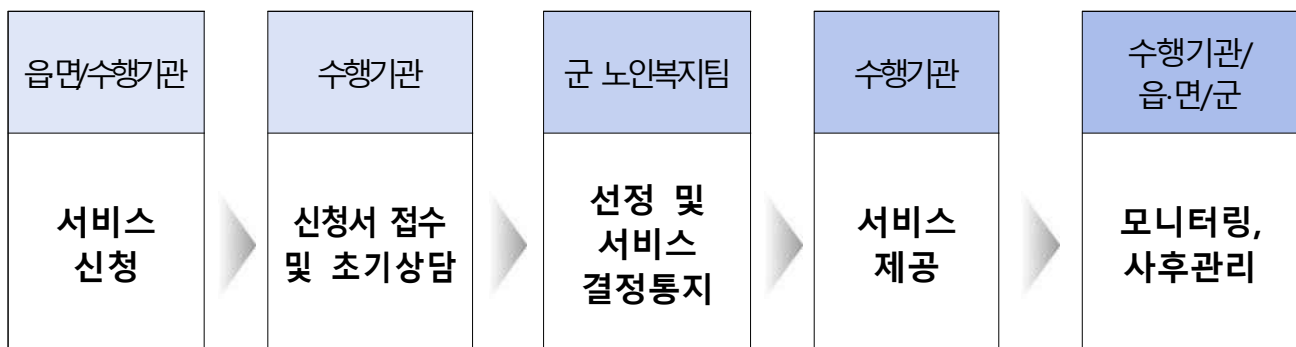 읍·면/수행기관
서비스
신청
수행기관
신청서 접수
및 초기상담
군 노인복지팀
선정 및
서비스
결정통지
수행기관
서비스
제공
수행기관/
읍·면/군
모니터링,
사후관리